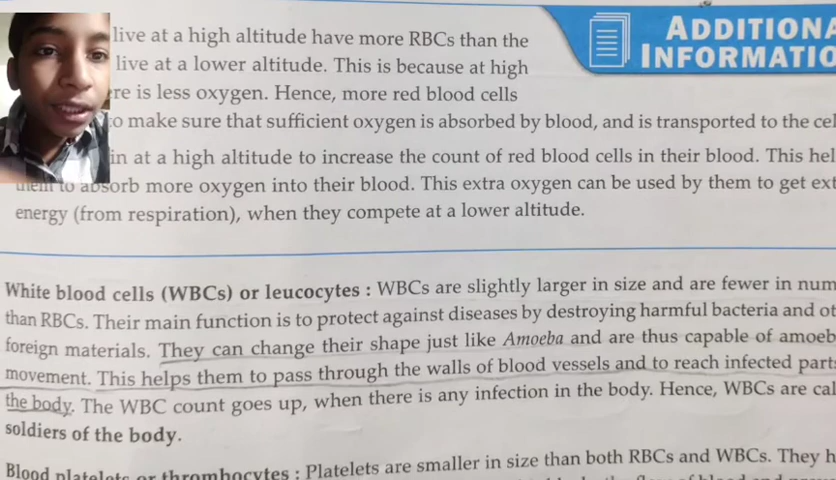 ADDITIONA
INFORMATIO
live at a high altitude have more RBCs than the
live at a lower altitude. This is because at high
re is less oxygen. Hence, more red blood cells
to make sure that sufficient oxygen is absorbed by blood, and is transported to the cel
in at a high altitude to increase the count of red blood cells in their blood. This hel
them to absorb more oxygen into their blood. This extra oxygen can be used by them to get ext
energy (from respiration), when they compete at a lower altitude.
White blood cells (WBCs) or leucocytes : WBCs are slightly larger in size and are fewer in num
than RBCs. Their main function is to protect against diseases by destroying harmful bacteria and ot
foreign materials. They can change their shape just like Amoeba and are thus capable of amoeb
movement. This helps them to pass through the walls of blood vessels and to reach infected parts
the body. The WBC count goes up, when there is any infection in the body. Hence, WBCs are cal
soldiers of the body.
Blood platelets or thrombocytes : Platelets are smaller in size than both RBCs and WBCs. They h